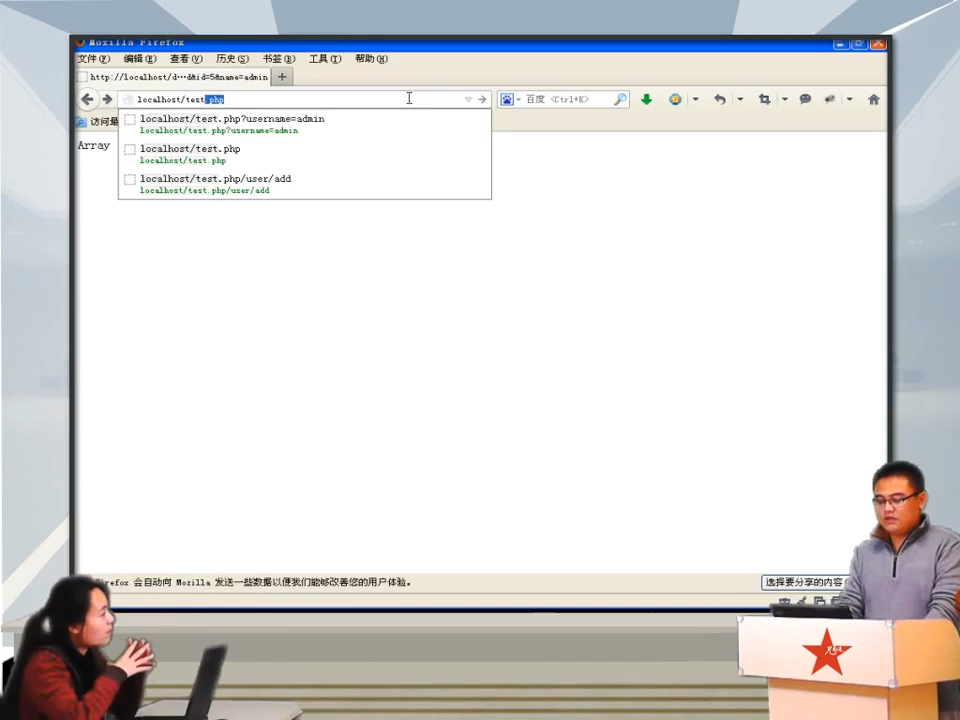 Mozilla Firefox
文件(F) 编辑(E) 查看(V) 历史(S) 书签(B) 工具(T) 帮助(H)
http://localhost/d…d&id=5&name=admin
localhost/test.php
百度 <Ctrl+K>
访问最
localhost/test.php?username=admin
localhost/test.php?username=admin
Array
localhost/test.php
localhost/test.php
localhost/test.php/user/add
localhost/test.php/user/add
irefox 会自动向 Mozilla 发送一些数据以便我们能够改善您的用户体验。
选择要分享的内容